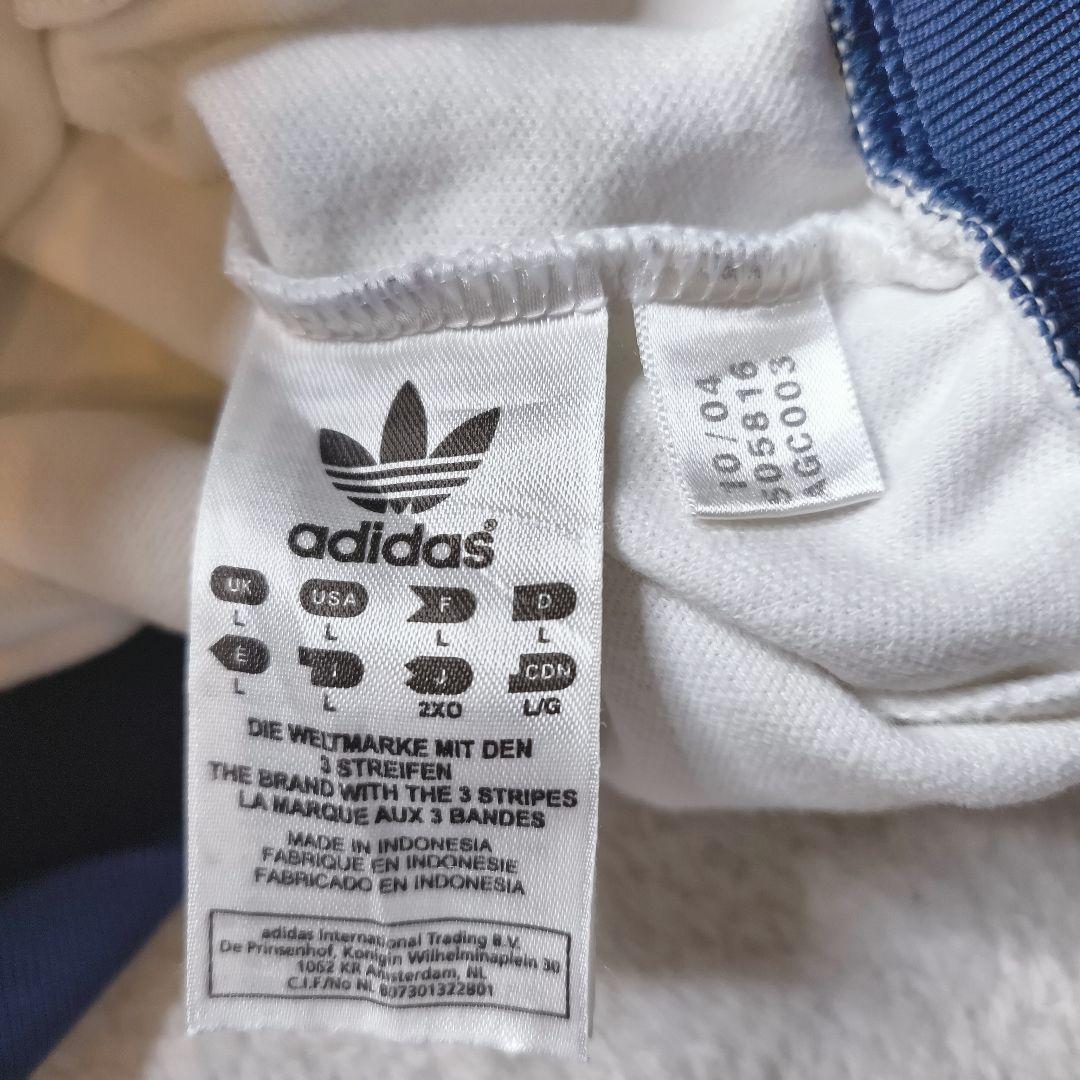 adidas®
UK USA F D
L L L L
E I J CDN
L L 2XO L/G
DIE WELTMARKE MIT DEN
3 STREIFEN
THE BRAND WITH THE 3 STRIPES
LA MARQUE AUX 3 BANDES
MADE IN INDONESIA
FABRIQUE EN INDONESIE
FABRICADO EN INDONESIA
adidas International Trading B.V.
De Prinsenhof, Koningin Wilhelminaplein 30
1062 KR Amsterdam, NL
C.I.F/No NL 807301322B01
10/04
505816
AGC003